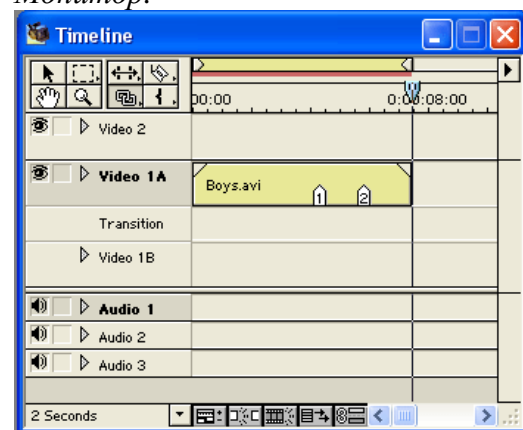 Монитор.
Timeline
00:00 0:00:08:00
Video 2
Video 1A
Boys.avi
1 2
Transition
Video 1B
Audio 1
Audio 2
Audio 3
2 Seconds